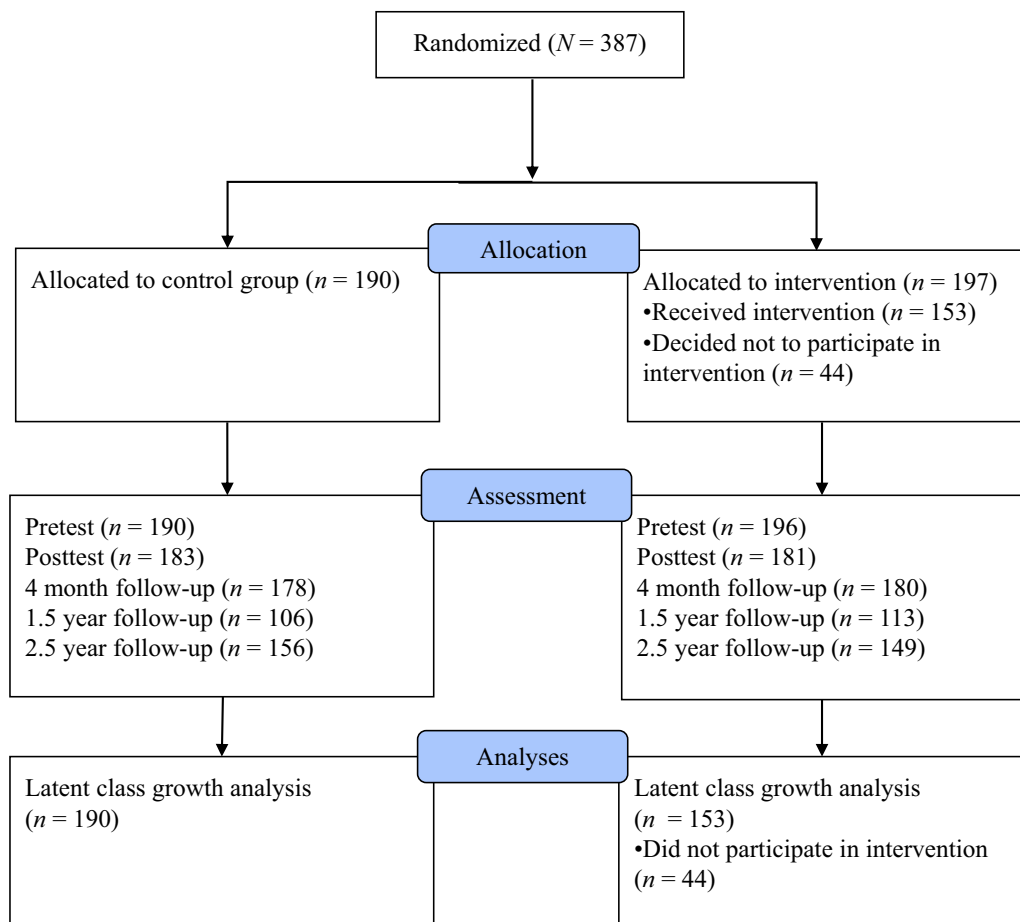 Randomized (N = 387)
Allocation
Allocated to control group (n = 190)
Allocated to intervention (n = 197)
•Received intervention (n = 153)
•Decided not to participate in
intervention (n = 44)
Assessment
Pretest (n = 190)
Posttest (n = 183)
4 month follow-up (n = 178)
1.5 year follow-up (n = 106)
2.5 year follow-up (n = 156)
Pretest (n = 196)
Posttest (n = 181)
4 month follow-up (n = 180)
1.5 year follow-up (n = 113)
2.5 year follow-up (n = 149)
Analyses
Latent class growth analysis
(n = 190)
Latent class growth analysis
(n = 153)
•Did not participate in intervention
(n = 44)